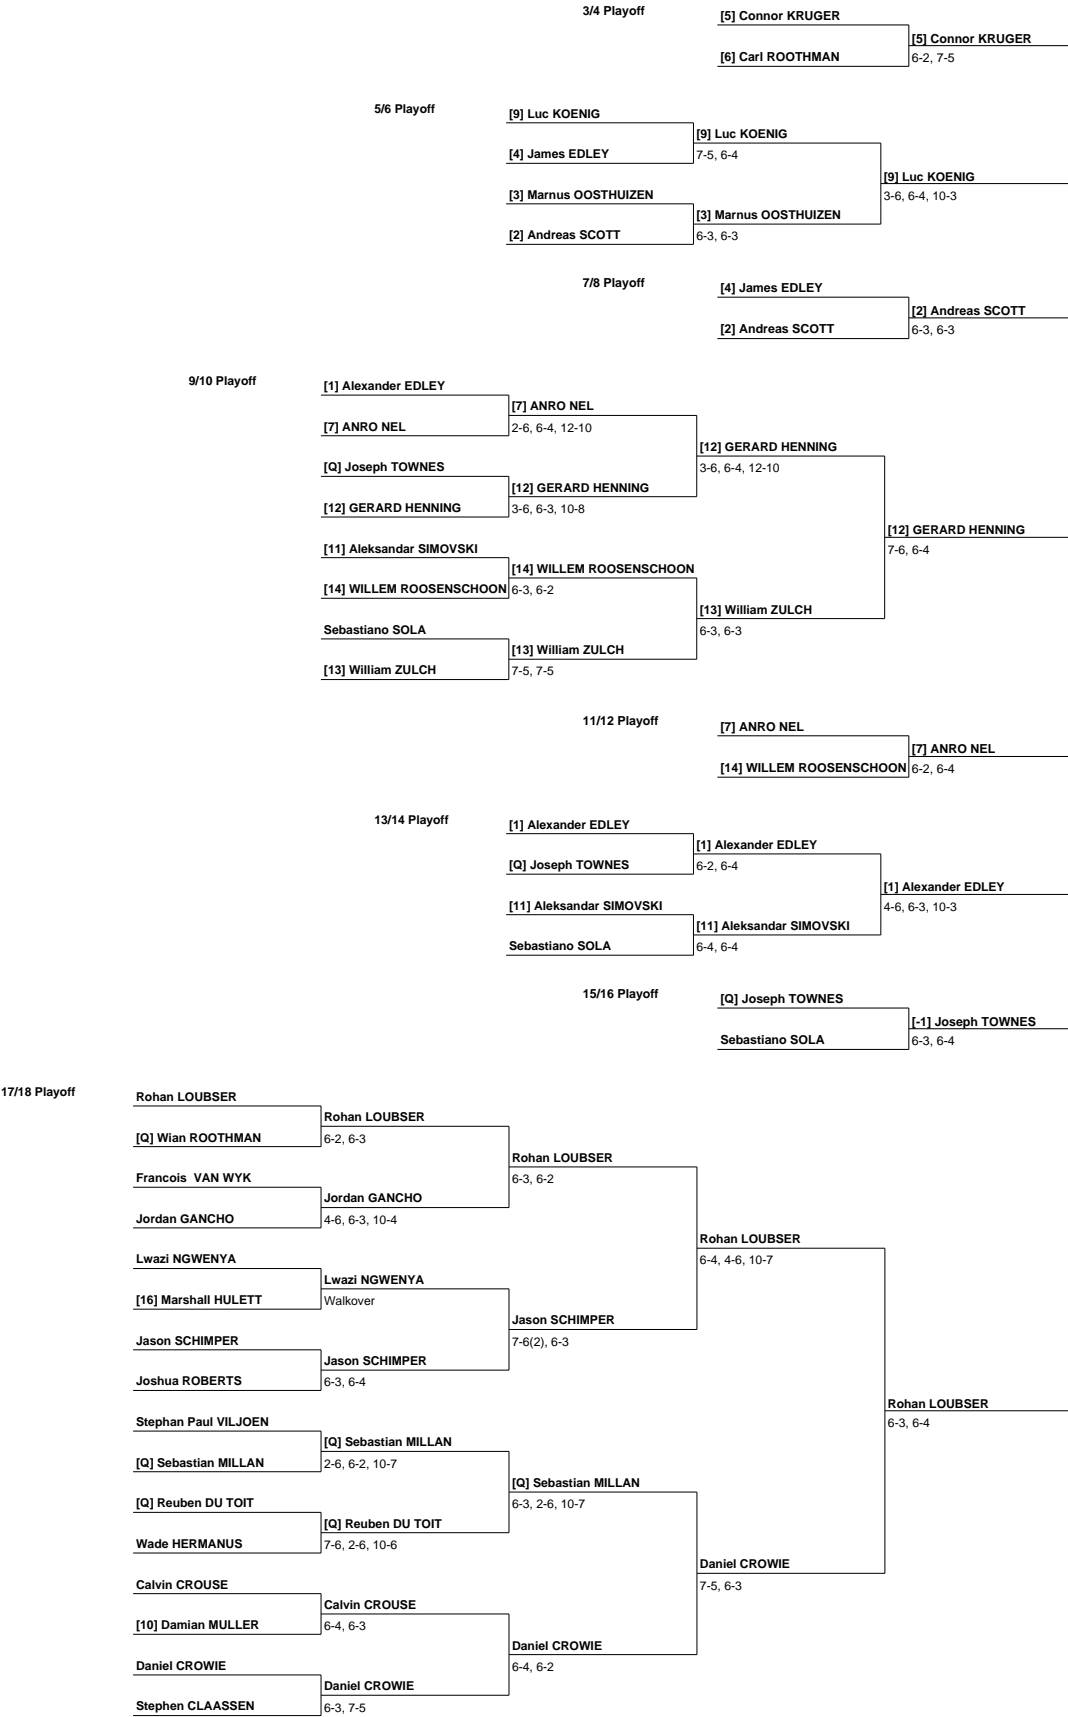 3/4 Playoff
[5] Connor KRUGER
[5] Connor KRUGER
[6] Carl ROOTHMAN
6-2, 7-5
5/6 Playoff
[9] Luc KOENIG
[9] Luc KOENIG
[4] James EDLEY
7-5, 6-4
[9] Luc KOENIG
3-6, 6-4, 10-3
[3] Marnus OOSTHUIZEN
[3] Marnus OOSTHUIZEN
[2] Andreas SCOTT
6-3, 6-3
7/8 Playoff
[4] James EDLEY
[2] Andreas SCOTT
[2] Andreas SCOTT
6-3, 6-3
9/10 Playoff
[1] Alexander EDLEY
[7] ANRO NEL
[7] ANRO NEL
2-6, 6-4, 12-10
[12] GERARD HENNING
3-6, 6-4, 12-10
[Q] Joseph TOWNES
[12] GERARD HENNING
[12] GERARD HENNING
3-6, 6-3, 10-8
[12] GERARD HENNING
7-6, 6-4
[11] Aleksandar SIMOVSKI
[14] WILLEM ROOSENSCHOON
[14] WILLEM ROOSENSCHOON
6-3, 6-2
[13] William ZULCH
6-3, 6-3
Sebastiano SOLA
[13] William ZULCH
[13] William ZULCH
7-5, 7-5
11/12 Playoff
[7] ANRO NEL
[7] ANRO NEL
[14] WILLEM ROOSENSCHOON
6-2, 6-4
13/14 Playoff
[1] Alexander EDLEY
[1] Alexander EDLEY
[Q] Joseph TOWNES
6-2, 6-4
[1] Alexander EDLEY
4-6, 6-3, 10-3
[11] Aleksandar SIMOVSKI
[11] Aleksandar SIMOVSKI
Sebastiano SOLA
6-4, 6-4
15/16 Playoff
[Q] Joseph TOWNES
[-1] Joseph TOWNES
Sebastiano SOLA
6-3, 6-4
17/18 Playoff
Rohan LOUBSER
Rohan LOUBSER
[Q] Wian ROOTHMAN
6-2, 6-3
Rohan LOUBSER
6-3, 6-2
Francois  VAN WYK
Jordan GANCHO
Jordan GANCHO
4-6, 6-3, 10-4
Rohan LOUBSER
6-4, 4-6, 10-7
Lwazi NGWENYA
Lwazi NGWENYA
[16] Marshall HULETT
Walkover
Jason SCHIMPER
7-6(2), 6-3
Jason SCHIMPER
Jason SCHIMPER
Joshua ROBERTS
6-3, 6-4
Rohan LOUBSER
6-3, 6-4
Stephan Paul VILJOEN
[Q] Sebastian MILLAN
[Q] Sebastian MILLAN
2-6, 6-2, 10-7
[Q] Sebastian MILLAN
6-3, 2-6, 10-7
[Q] Reuben DU TOIT
[Q] Reuben DU TOIT
Wade HERMANUS
7-6, 2-6, 10-6
Daniel CROWIE
7-5, 6-3
Calvin CROUSE
Calvin CROUSE
[10] Damian MULLER
6-4, 6-3
Daniel CROWIE
6-4, 6-2
Daniel CROWIE
Daniel CROWIE
Stephen CLAASSEN
6-3, 7-5